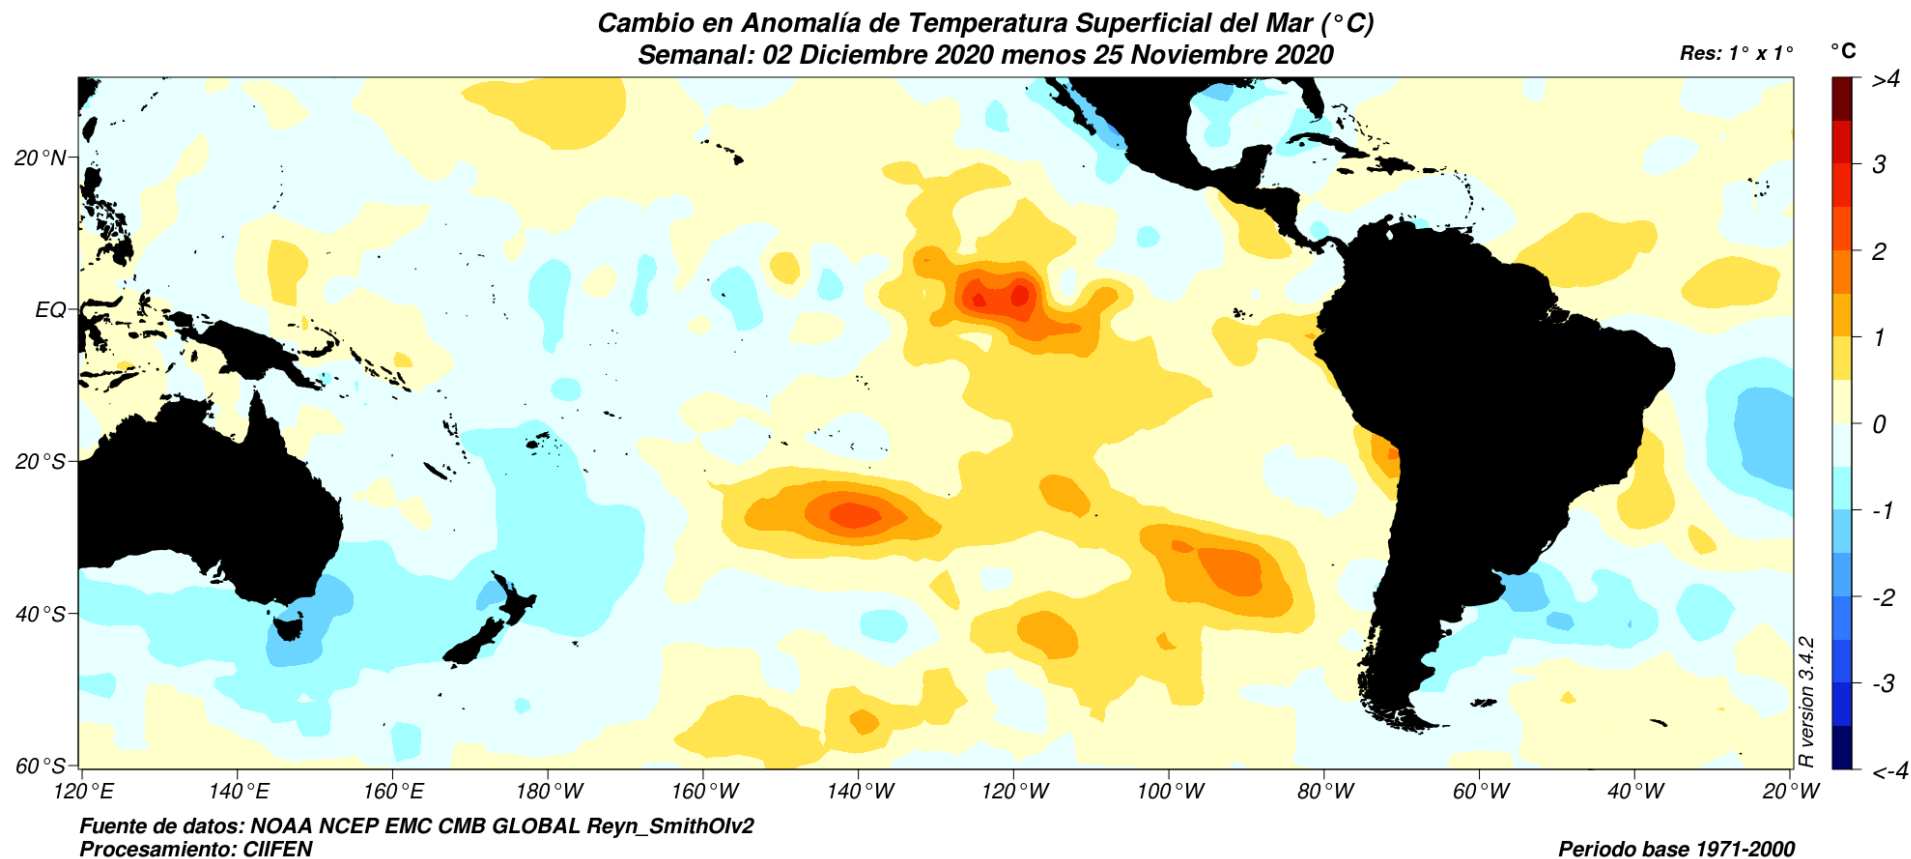 Cambio en Anomalía de Temperatura Superficial del Mar (°C)
Semanal: 02 Diciembre 2020 menos 25 Noviembre 2020
Res: 1° x 1°
°C
>4
3
2
1
0
-1
-2
-3
<-4
20°N
EQ
20°S
40°S
60°S
120°E 140°E 160°E 180°W 160°W 140°W 120°W 100°W 80°W 60°W 40°W 20°W
R version 3.4.2
Fuente de datos: NOAA NCEP EMC CMB GLOBAL Reyn_SmithOIv2
Procesamiento: CIIFEN
Periodo base 1971-2000